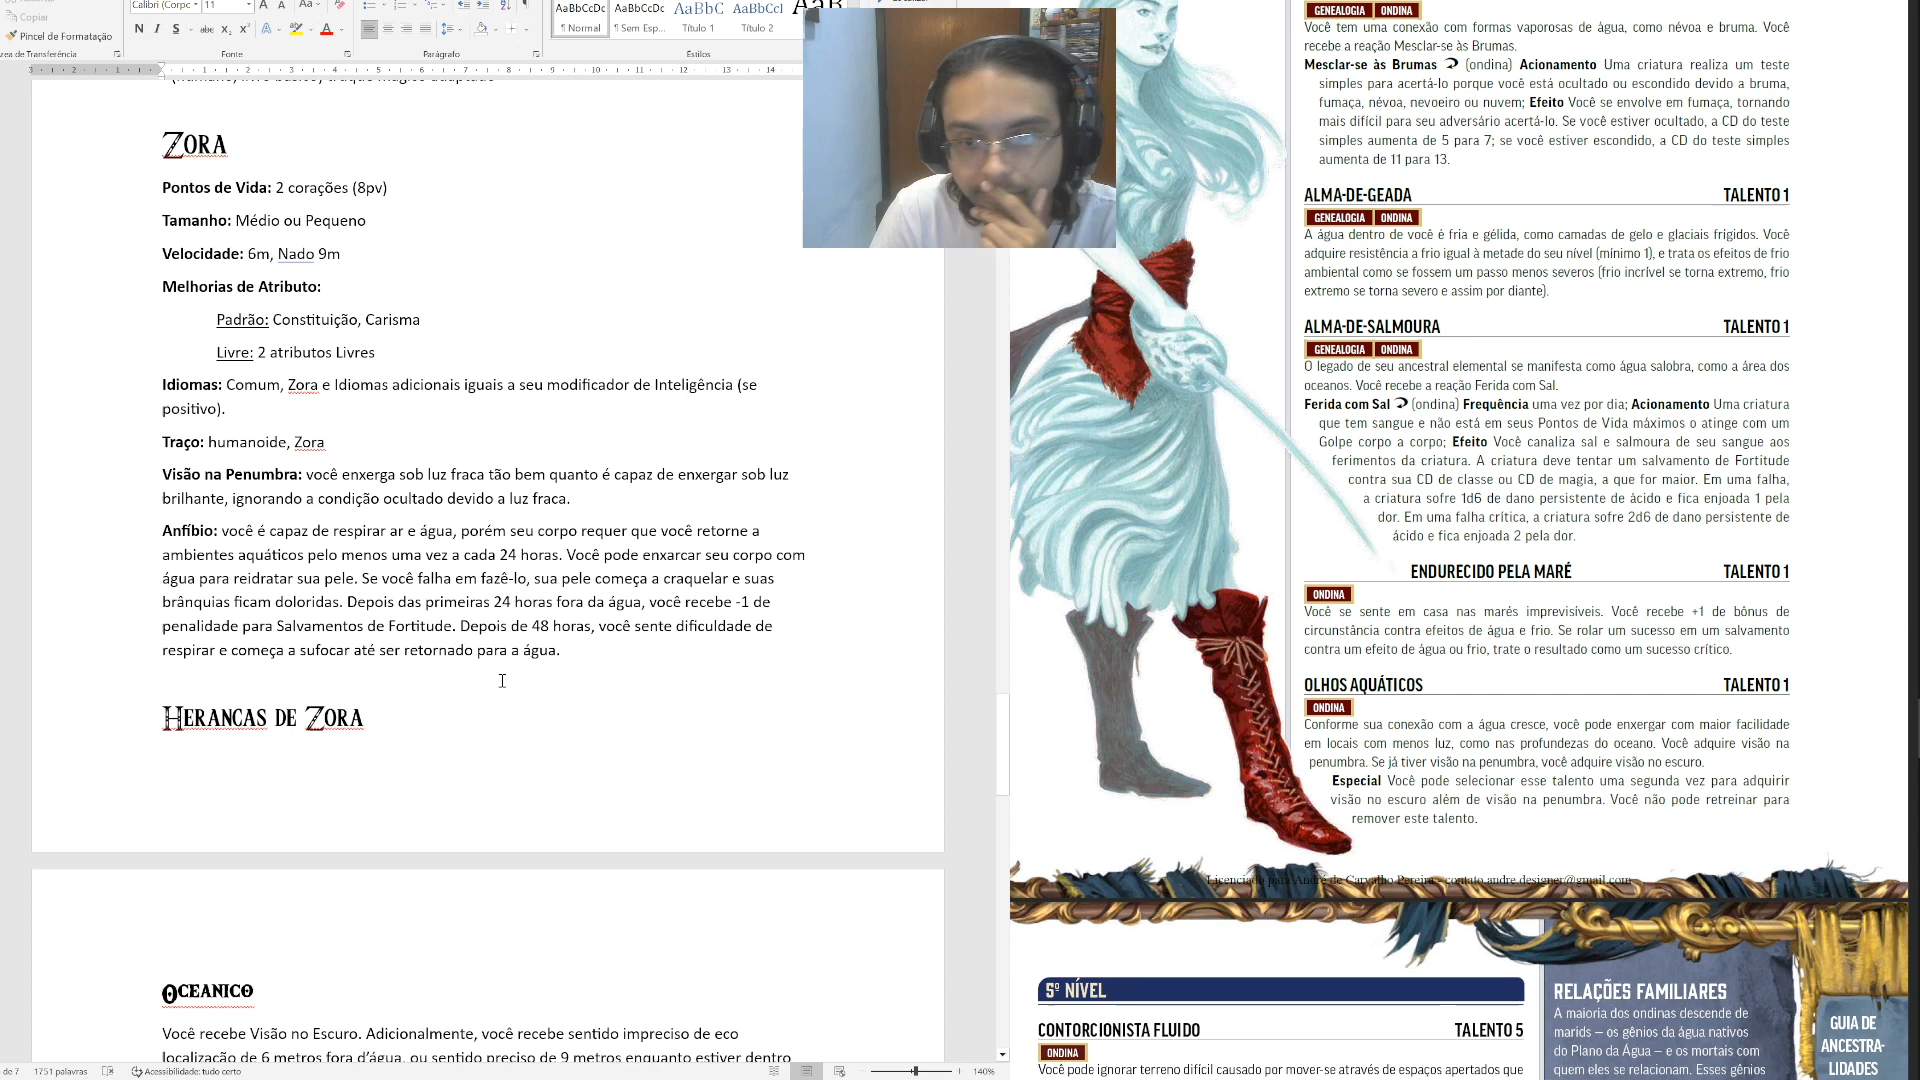 Calibri (Corpo
11
Aa
AaBbCcDc
AaBbCcDc
AaBbC
AaBbCcl
AaB
Copiar
Pincel de Formatação
N
I
S
abc
¶ Normal
¶ Sem Esp...
Título 1
Título 2
Área de Transferência
Fonte
Parágrafo
Estilos
Zora
Pontos de Vida: 2 corações (8pv)
Tamanho: Médio ou Pequeno
Velocidade: 6m, Nado 9m
Melhorias de Atributo:
Padrão: Constituição, Carisma
Livre: 2 atributos Livres
Idiomas: Comum, Zora e Idiomas adicionais iguais a seu modificador de Inteligência (se
positivo).
Traço: humanoide, Zora
Visão na Penumbra: você enxerga sob luz fraca tão bem quanto é capaz de enxergar sob luz
brilhante, ignorando a condição ocultado devido a luz fraca.
Anfíbio: você é capaz de respirar ar e água, porém seu corpo requer que você retorne a
ambientes aquáticos pelo menos uma vez a cada 24 horas. Você pode enxarcar seu corpo com
água para reidratar sua pele. Se você falha em fazê-lo, sua pele começa a craquelar e suas
brânquias ficam doloridas. Depois das primeiras 24 horas fora da água, você recebe -1 de
penalidade para Salvamentos de Fortitude. Depois de 48 horas, você sente dificuldade de
respirar e começa a sufocar até ser retornado para a água.
Herancas de Zora
Oceanico
Você recebe Visão no Escuro. Adicionalmente, você recebe sentido impreciso de eco
localização de 6 metros fora d'água, ou sentido preciso de 9 metros enquanto estiver dentro
de 7
1751 palavras
Acessibilidade: tudo certo
140%
GENEALOGIA ONDINA
Você tem uma conexão com formas vaporosas de água, como névoa e bruma. Você
recebe a reação Mesclar-se às Brumas.
Mesclar-se às Brumas (ondina) Acionamento Uma criatura realiza um teste
simples para acertá-lo porque você está ocultado ou escondido devido a bruma,
fumaça, névoa, nevoeiro ou nuvem; Efeito Você se envolve em fumaça, tornando
mais difícil para seu adversário acertá-lo. Se você estiver ocultado, a CD do teste
simples aumenta de 5 para 7; se você estiver escondido, a CD do teste simples
aumenta de 11 para 13.
ALMA-DE-GEADA TALENTO 1
GENEALOGIA ONDINA
A água dentro de você é fria e gélida, como camadas de gelo e glaciais frígidos. Você
adquire resistência a frio igual à metade do seu nível (mínimo 1), e trata os efeitos de frio
ambiental como se fossem um passo menos severos (frio incrível se torna extremo, frio
extremo se torna severo e assim por diante).
ALMA-DE-SALMOURA TALENTO 1
GENEALOGIA ONDINA
O legado de seu ancestral elemental se manifesta como água salobra, como a área dos
oceanos. Você recebe a reação Ferida com Sal.
Ferida com Sal (ondina) Frequência uma vez por dia; Acionamento Uma criatura
que tem sangue e não está em seus Pontos de Vida máximos o atinge com um
Golpe corpo a corpo; Efeito Você canaliza sal e salmoura de seu sangue aos
ferimentos da criatura. A criatura deve tentar um salvamento de Fortitude
contra sua CD de classe ou CD de magia, a que for maior. Em uma falha,
a criatura sofre 1d6 de dano persistente de ácido e fica enjoada 1 pela
dor. Em uma falha crítica, a criatura sofre 2d6 de dano persistente de
ácido e fica enjoada 2 pela dor.
ENDURECIDO PELA MARÉ TALENTO 1
ONDINA
Você se sente em casa nas marés imprevisíveis. Você recebe +1 de bônus de
circunstância contra efeitos de água e frio. Se rolar um sucesso em um salvamento
contra um efeito de água ou frio, trate o resultado como um sucesso crítico.
OLHOS AQUÁTICOS TALENTO 1
ONDINA
Conforme sua conexão com a água cresce, você pode enxergar com maior facilidade
em locais com menos luz, como nas profundezas do oceano. Você adquire visão na
penumbra. Se já tiver visão na penumbra, você adquire visão no escuro.
Especial Você pode selecionar esse talento uma segunda vez para adquirir
visão no escuro além de visão na penumbra. Você não pode retreinar para
remover este talento.
Licenciado para André de Carvalho Pereira - contato.andre.designer@gmail.com
5º NÍVEL
CONTORCIONISTA FLUIDO TALENTO 5
ONDINA
Você pode ignorar terreno difícil causado por mover-se através de espaços apertados que
RELAÇÕES FAMILIARES
A maioria dos ondinas descende de
marids — os gênios da água nativos
do Plano da Água — e os mortais com
quem eles se relacionam. Esses gênios
GUIA DE
ANCESTRA-
LIDADES